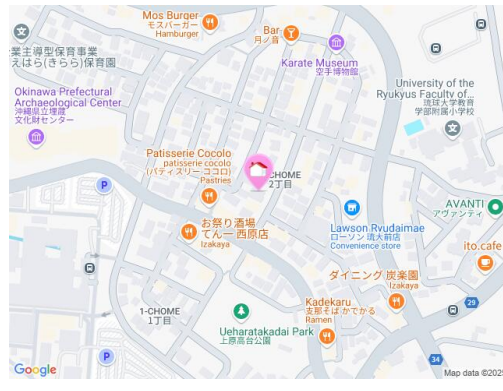 Mos Burger
モスバーガー
Hamburger
Bar
月ノ音
業主導型保育事業
えはら(きらら)保育園
Karate Museum
空手博物館
Okinawa Prefectural
Archaeological Center
沖縄県立埋蔵
文化財センター
University of the
Ryukyus Faculty of...
琉球大学教育
学部附属小学校
P
Patisserie Cocolo
patisserie cocolo
(パティスリー ココロ)
Pastries
-CHOME
2丁目
お祭り酒場
てん一 西原店
Izakaya
Lawson Ryudaimae
ローソン 琉大前店
Convenience store
AVANTI
アヴァンティ
ito.cafe
ダイニング 炭楽園
Izakaya
1-CHOME
1丁目
Ueharatakadai Park
上原高台公園
Kadekaru
支那そば かでかる
Ramen
29
34
P
Google
Map data ©202